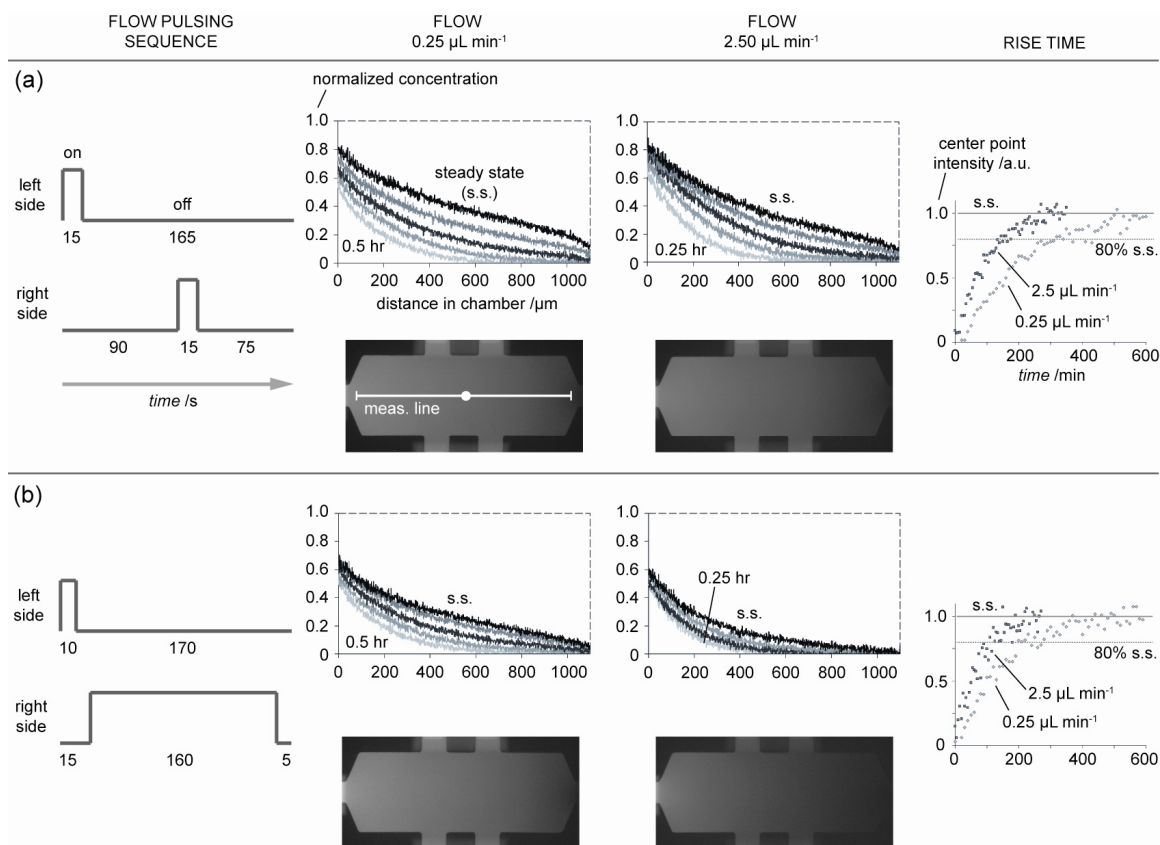 FLOW PULSING
SEQUENCE
FLOW
0.25 µL min⁻¹
FLOW
2.50 µL min⁻¹
RISE TIME
(a)
on
left
side
off
15
165
right
side
90
15
75
time /s
normalized concentration
1.0
0.8
0.6
0.4
0.2
0
steady state
(s.s.)
0.5 hr
0 200 400 600 800 1000
distance in chamber /µm
meas. line
1.0
0.8
0.6
0.4
0.2
0
s.s.
0.25 hr
0 200 400 600 800 1000
center point
intensity /a.u.
s.s.
1.0
80% s.s.
0.5
2.5 µL min⁻¹
0.25 µL min⁻¹
0
0 200 400 600
time /min
(b)
left
side
10
170
right
side
15
160
5
1.0
0.8
0.6
0.4
0.2
0
s.s.
0.5 hr
0 200 400 600 800 1000
1.0
0.8
0.6
0.4
0.2
0
0.25 hr
s.s.
0 200 400 600 800 1000
s.s.
1.0
80% s.s.
0.5
2.5 µL min⁻¹
0.25 µL min⁻¹
0
0 200 400 600